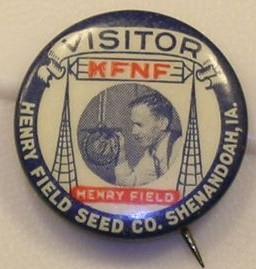 VISITOR
KFNF
HENRY FIELD
HENRY FIELD SEED CO. SHENANDOAH, IA.